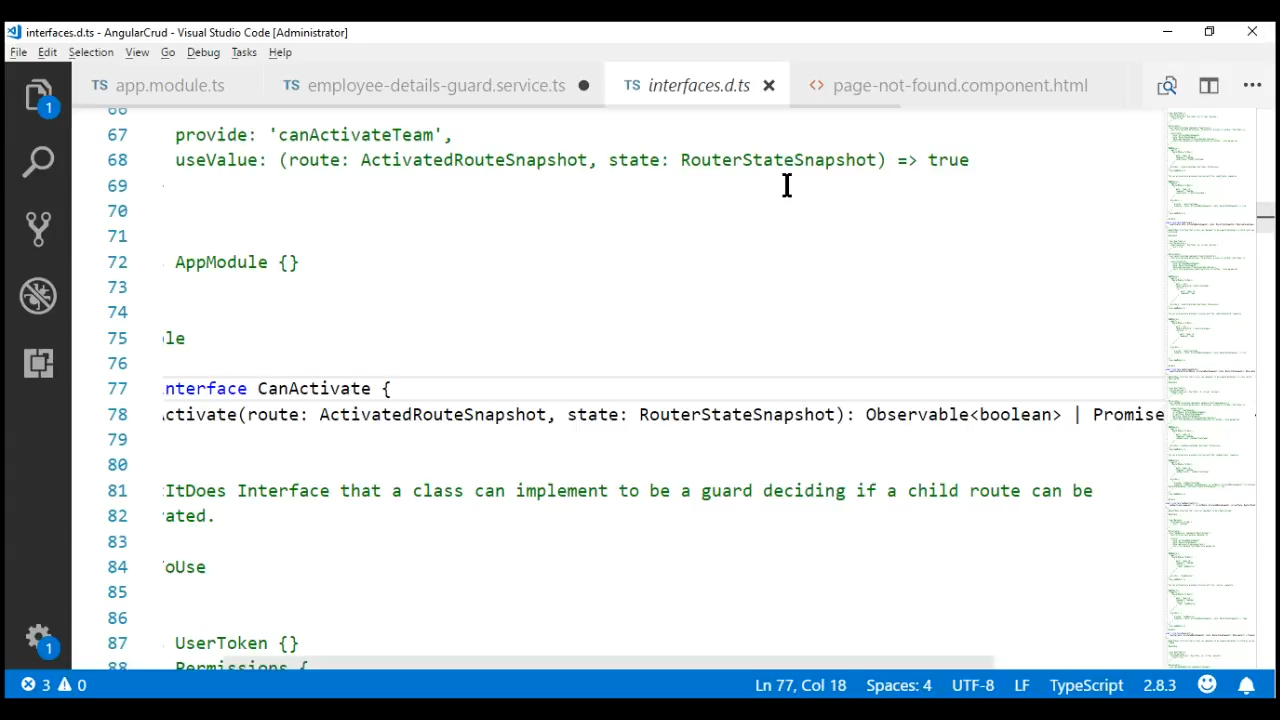 interfaces.d.ts - AngularCrud - Visual Studio Code [Administrator]
File Edit Selection View Go Debug Tasks Help
TS app.module.ts TS employee-details-guard.service.ts TS interfaces.d.ts <> page-not-found.component.html
1
66
67 provide: 'canActivateTeam',
68 useValue: (route: ActivatedRouteSnapshot, state: RouterStateSnapshot) => true
69
70
71
72 AppModule {}
73
74
75 le
76
77 nterface CanActivate {
78 ctivate(route: ActivatedRouteSnapshot, state: RouterStateSnapshot): Observable<boolean> | Promise
79
80
81 ItDoes Interface that a class can implement to be a guard deciding if a child route can be
82 ated.
83
84 oUse
85
86
87 UserToken {}
88 Permissions {
1
3 0 Ln 77, Col 18 Spaces: 4 UTF-8 LF TypeScript 2.8.3